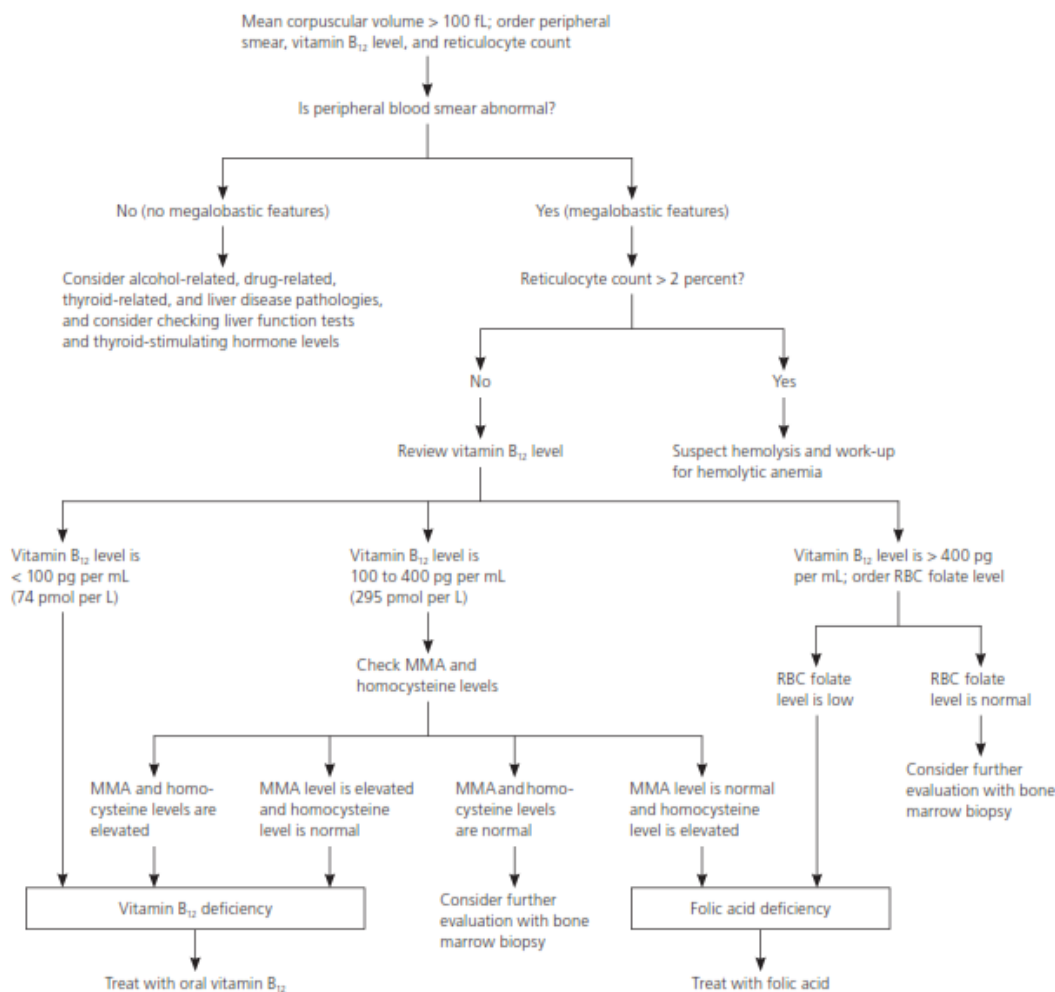 Mean corpuscular volume > 100 fL; order peripheral
smear, vitamin B₁₂ level, and reticulocyte count
Is peripheral blood smear abnormal?
No (no megalobastic features)
Yes (megalobastic features)
Consider alcohol-related, drug-related,
thyroid-related, and liver disease pathologies,
and consider checking liver function tests
and thyroid-stimulating hormone levels
Reticulocyte count > 2 percent?
No
Yes
Review vitamin B₁₂ level
Suspect hemolysis and work-up
for hemolytic anemia
Vitamin B₁₂ level is
< 100 pg per mL
(74 pmol per L)
Vitamin B₁₂ level is
100 to 400 pg per mL
(295 pmol per L)
Vitamin B₁₂ level is > 400 pg
per mL; order RBC folate level
Check MMA and
homocysteine levels
RBC folate
level is low
RBC folate
level is normal
MMA and homo-
cysteine levels are
elevated
MMA level is elevated
and homocysteine
level is normal
MMA and homo-
cysteine levels
are normal
MMA level is normal
and homocysteine
level is elevated
Consider further
evaluation with bone
marrow biopsy
Vitamin B₁₂ deficiency
Consider further
evaluation with bone
marrow biopsy
Folic acid deficiency
Treat with oral vitamin B₁₂
Treat with folic acid